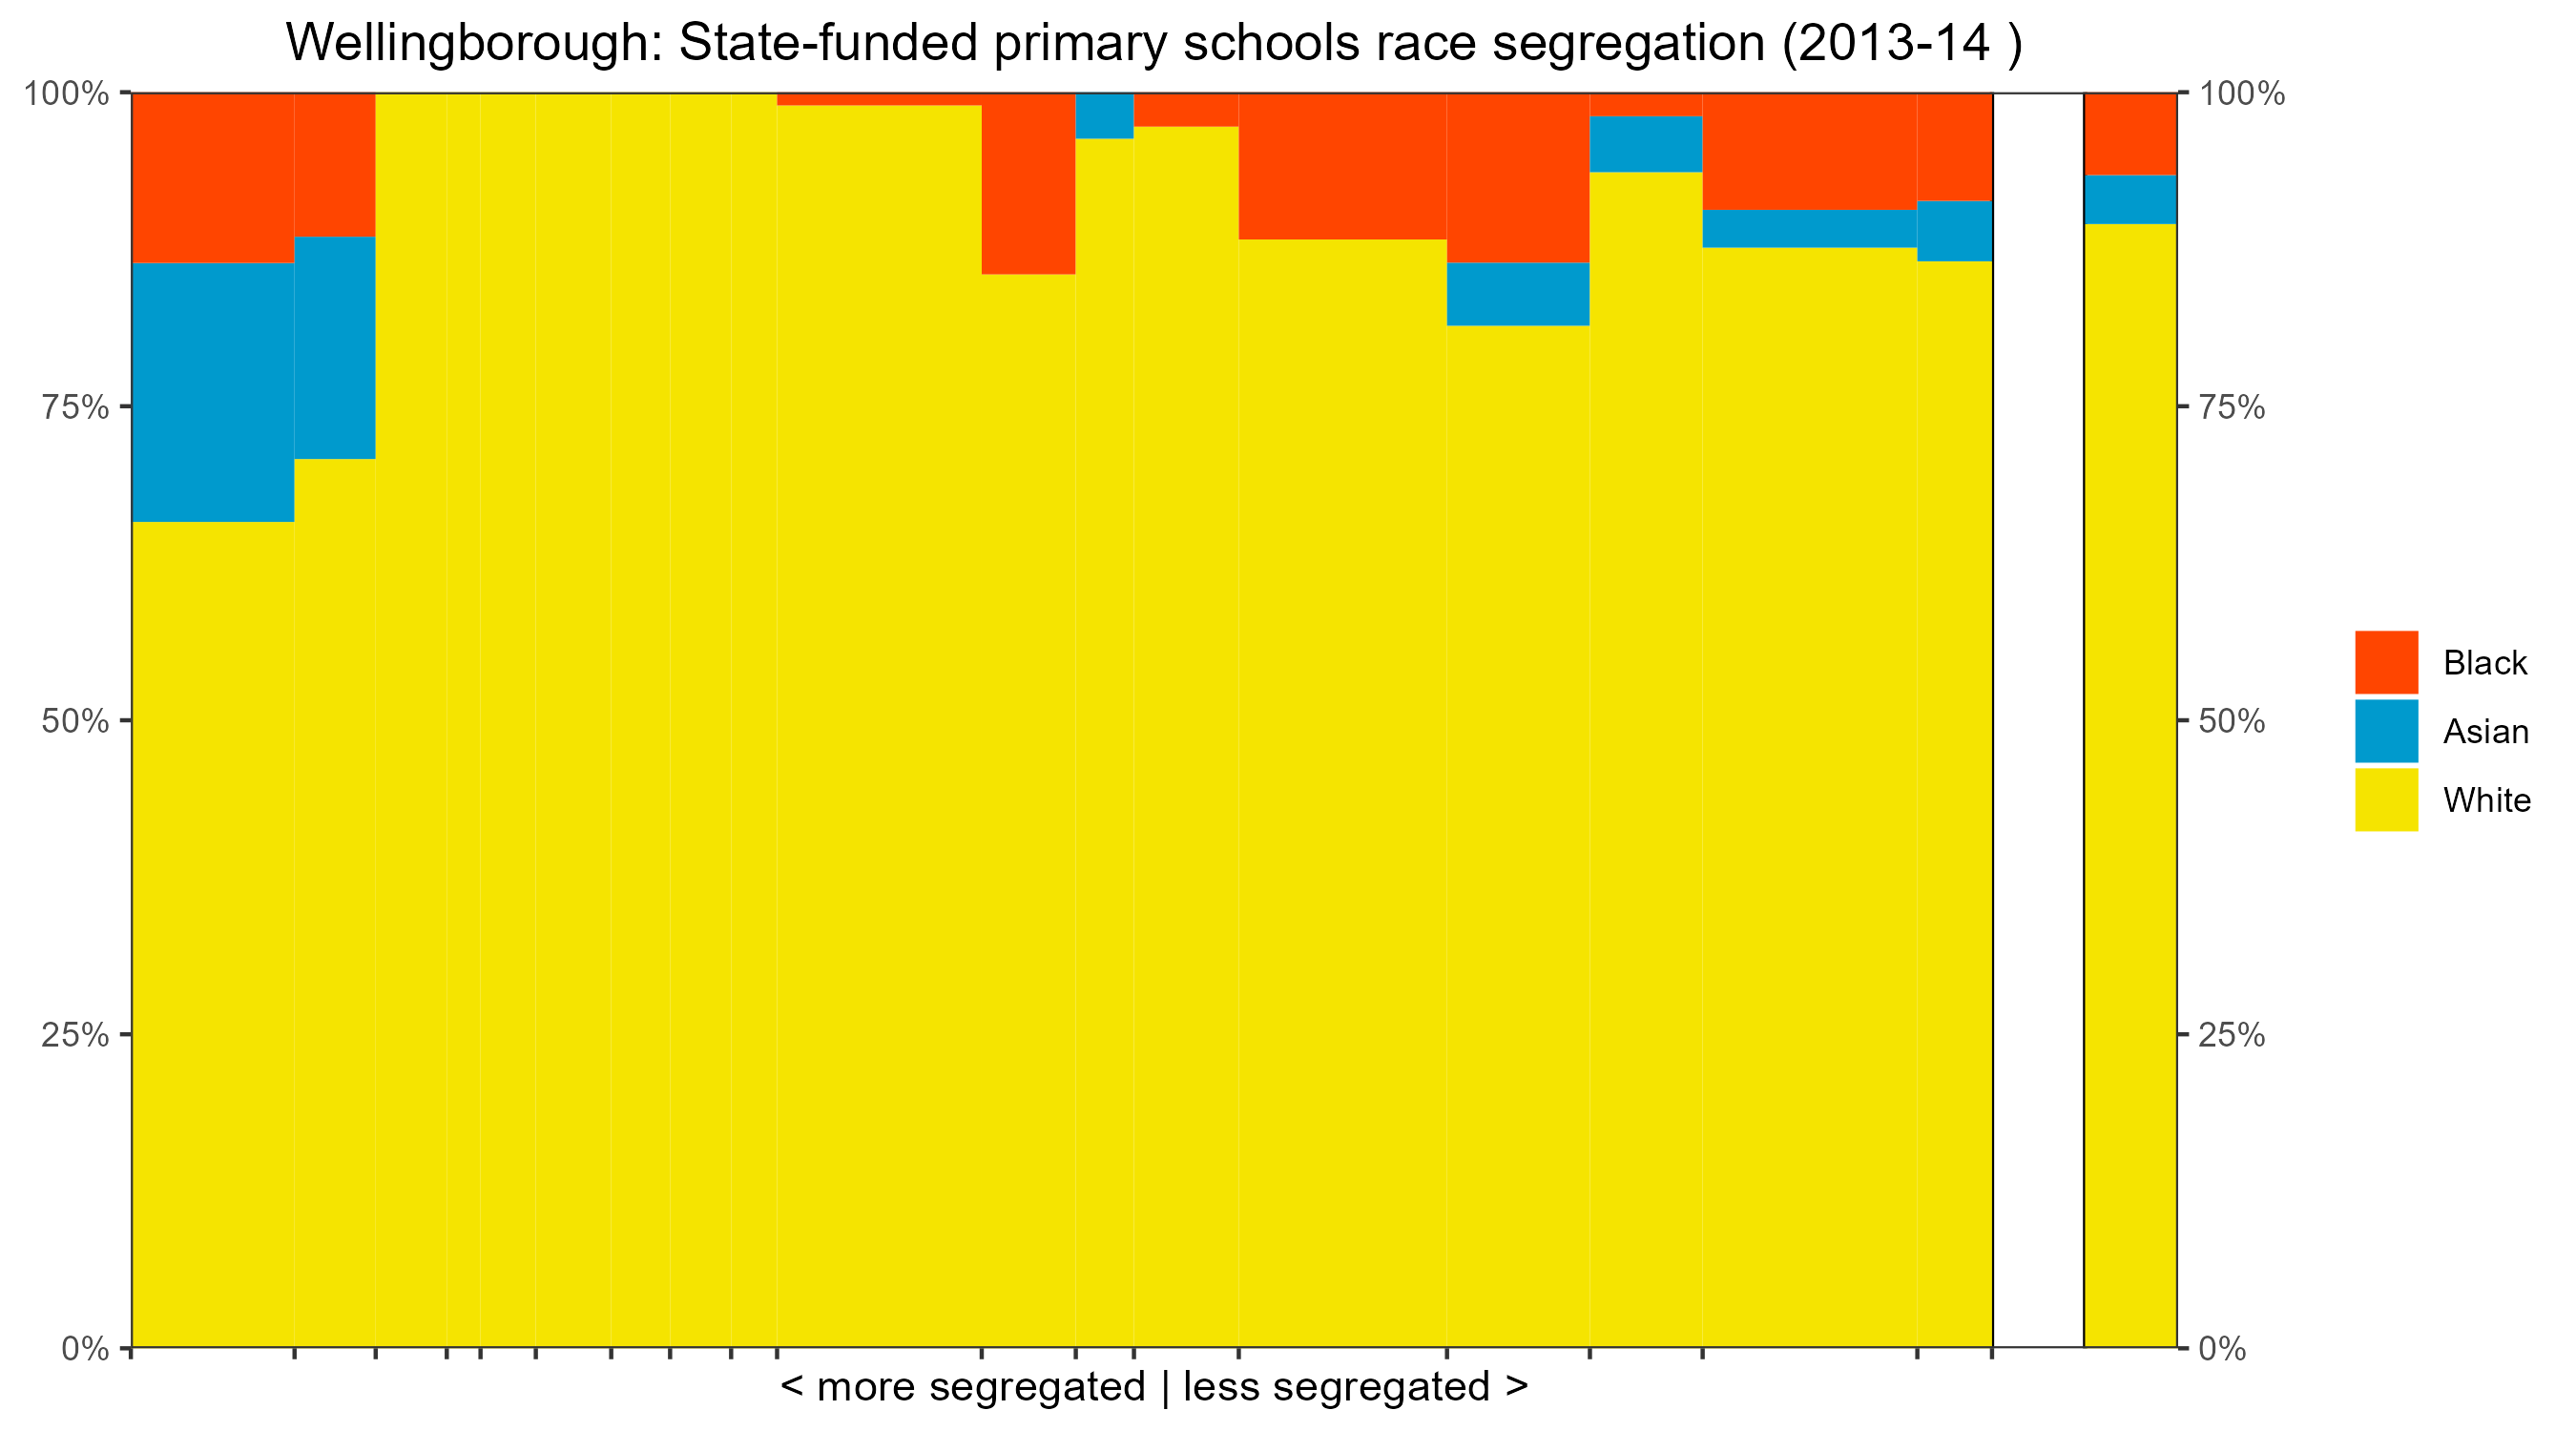 Wellingborough: State-funded primary schools race segregation (2013-14 )
100%
75%
50%
25%
0%
100%
75%
50%
25%
0%
< more segregated | less segregated >
Black
Asian
White